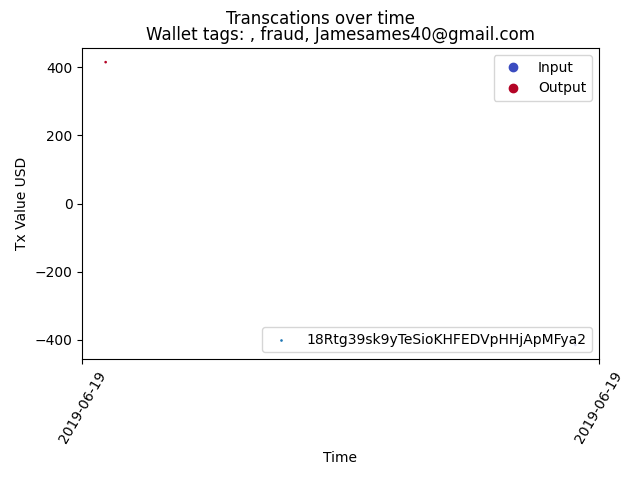 Transcations over time
Wallet tags: , fraud, Jamesames40@gmail.com
400
200
0
−200
−400
Tx Value USD
Input
Output
18Rtg39sk9yTeSioKHFEDVpHHjApMFya2
2019-06-19
2019-06-19
Time